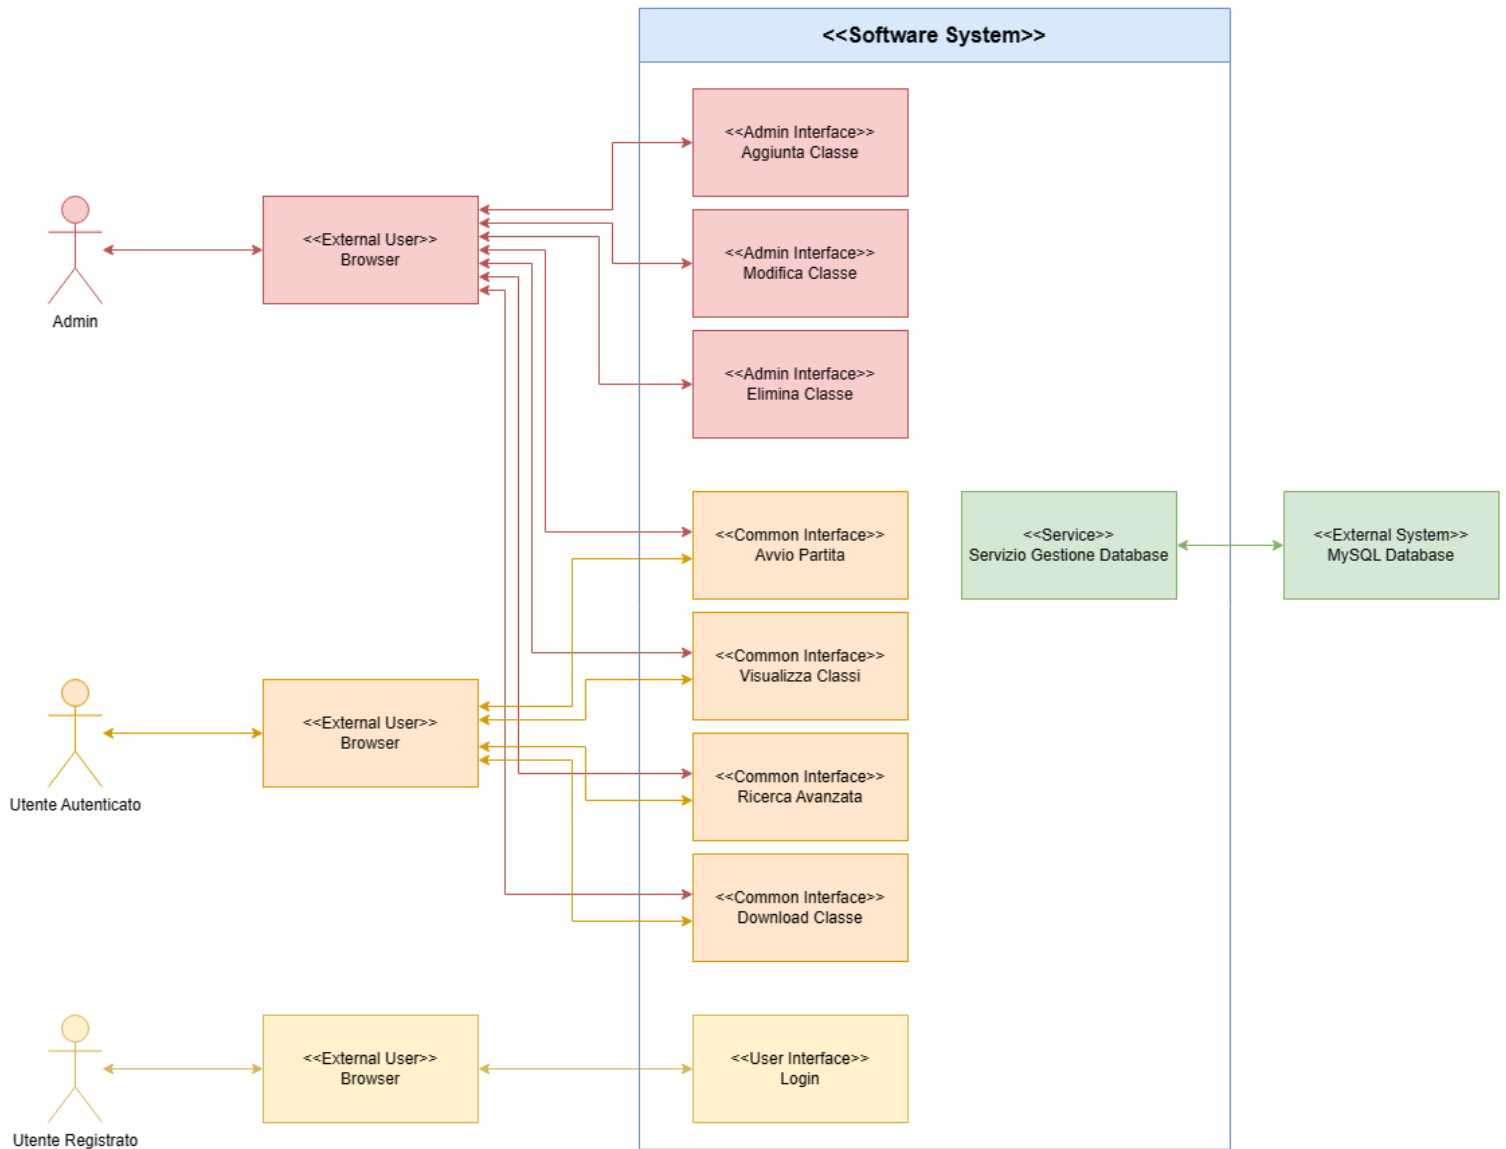 <<Software System>>
<<Admin Interface>>
Aggiunta Classe
<<External User>>
Browser
Admin
<<Admin Interface>>
Modifica Classe
<<Admin Interface>>
Elimina Classe
<<Common Interface>>
Avvio Partita
<<Service>>
Servizio Gestione Database
<<External System>>
MySQL Database
<<Common Interface>>
Visualizza Classi
<<External User>>
Browser
Utente Autenticato
<<Common Interface>>
Ricerca Avanzata
<<Common Interface>>
Download Classe
<<External User>>
Browser
<<User Interface>>
Login
Utente Registrato